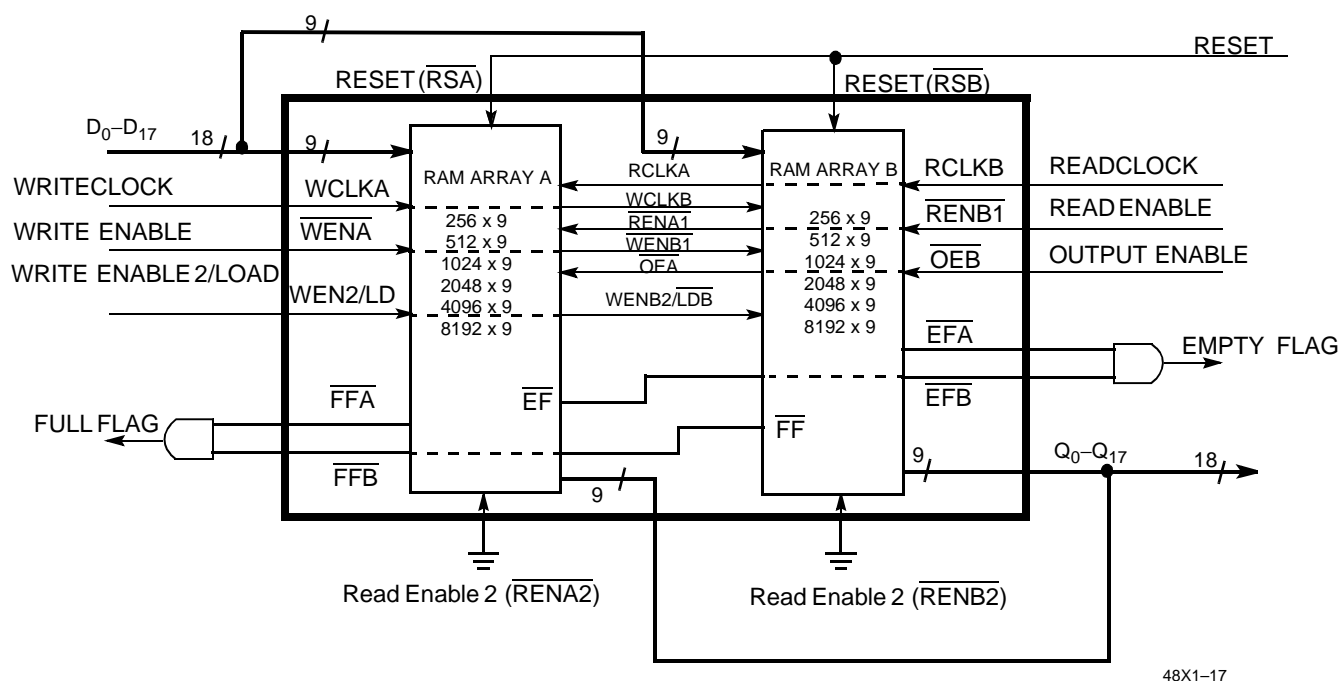 9
RESET
RESET (RSA)
RESET (RSB)
D0–D17
18
9
9
RAM ARRAY A
RCLKA
RAM ARRAY B
RCLKB
READCLOCK
WRITECLOCK
WCLKA
WCLKB
256 x 9
RENA1
256 x 9
RENB1
READ ENABLE
WRITE ENABLE
WENA
512 x 9
WENB1
512 x 9
1024 x 9
OEA
1024 x 9
OEB
OUTPUT ENABLE
WRITE ENABLE 2/LOAD
2048 x 9
2048 x 9
WEN2/LD
4096 x 9
WENB2/LDB
4096 x 9
8192 x 9
8192 x 9
EFA
EMPTY FLAG
FFA
EF
EFB
FULL FLAG
FF
FFB
9
9
Q0–Q17
18
Read Enable 2 (RENA2)
Read Enable 2 (RENB2)
48X1–17